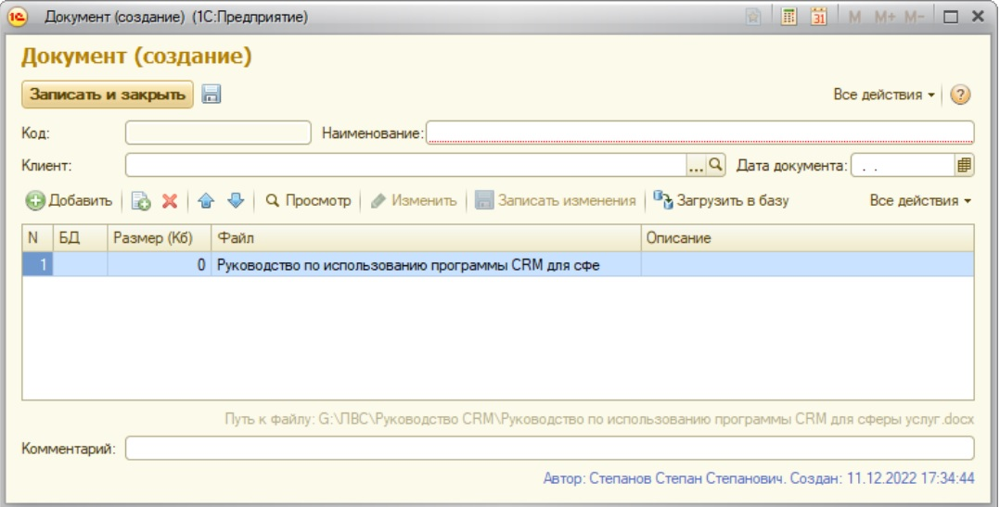 1С Документ (создание) (1С:Предприятие) 31 M M+ M-
Документ (создание)
Записать и закрыть Все действия ?
Код: Наименование:
Клиент: ... Дата документа: . .
Добавить Просмотр Изменить Записать изменения Загрузить в базу Все действия
N БД Размер (Кб) Файл Описание
1 0 Руководство по использованию программы CRM для сфе
Путь к файлу: G:\ЛВС\Руководство CRM\Руководство по использованию программы CRM для сферы услуг.docx
Комментарий:
Автор: Степанов Степан Степанович. Создан: 11.12.2022 17:34:44